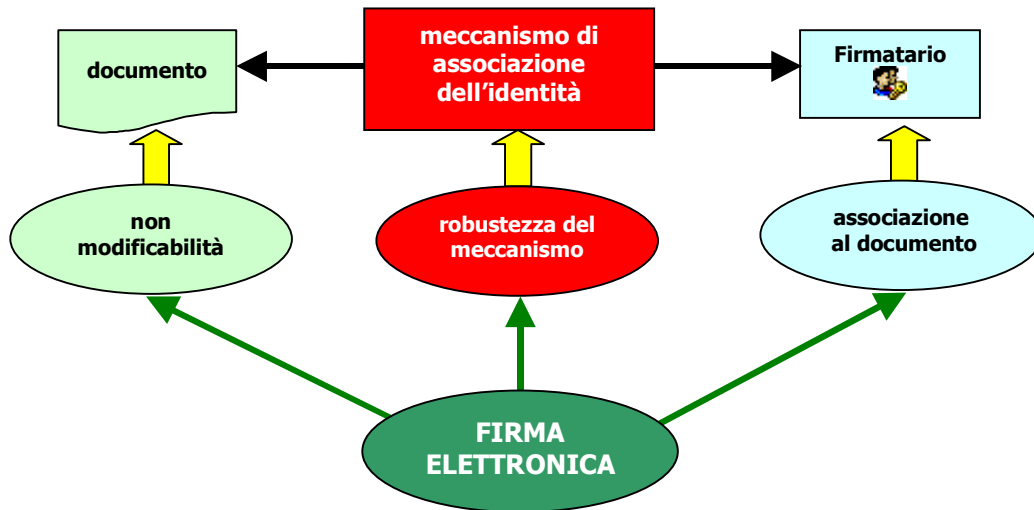 documento
meccanismo di
associazione
dell'identità
Firmatario
non
modificabilità
robustezza del
meccanismo
associazione
al documento
FIRMA
ELETTRONICA